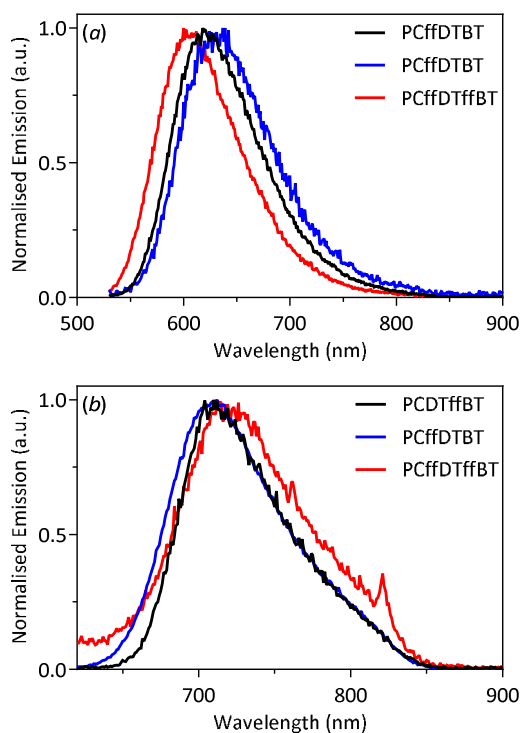 (a)
PCffDTBT
PCffDTBT
PCffDTffBT
Normalised Emission (a.u.)
1.0
0.5
0.0
500 600 700 800 900
Wavelength (nm)
(b)
PCDTffBT
PCffDTBT
PCffDTffBT
Normalised Emission (a.u.)
1.0
0.5
0.0
700 800 900
Wavelength (nm)